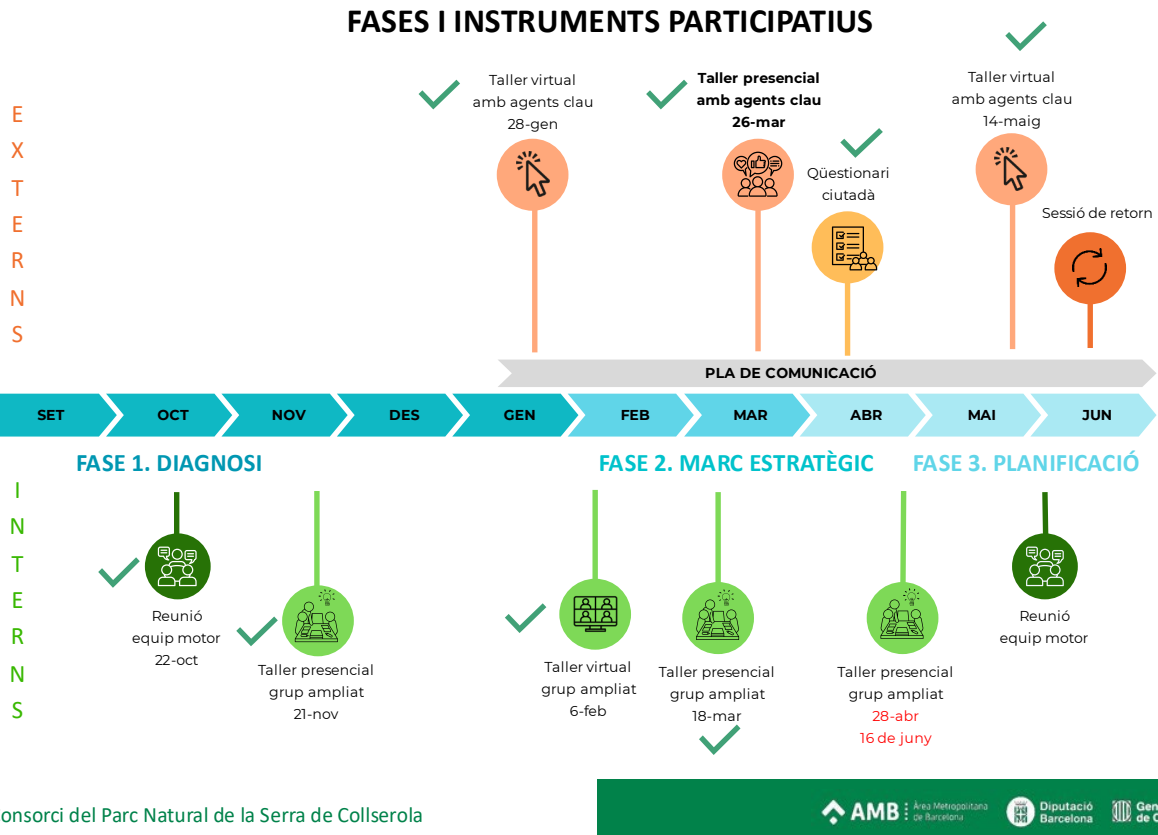 FASES I INSTRUMENTS PARTICIPATIUS
E
X
T
E
R
N
S
Taller virtual
amb agents clau
28-gen
Taller presencial
amb agents clau
26-mar
Qüestionari
ciutadà
Taller virtual
amb agents clau
14-maig
Sessió de retorn
PLA DE COMUNICACIÓ
SET OCT NOV DES GEN FEB MAR ABR MAI JUN
FASE 1. DIAGNOSI
FASE 2. MARC ESTRATÈGIC
FASE 3. PLANIFICACIÓ
I
N
T
E
R
N
S
Reunió
equip motor
22-oct
Taller presencial
grup ampliat
21-nov
Taller virtual
grup ampliat
6-feb
Taller presencial
grup ampliat
18-mar
Taller presencial
grup ampliat
28-abr
16 de juny
Reunió
equip motor
onsorci del Parc Natural de la Serra de Collserola
AMB
Àrea Metropolitana
de Barcelona
Diputació
Barcelona
Gen
de C